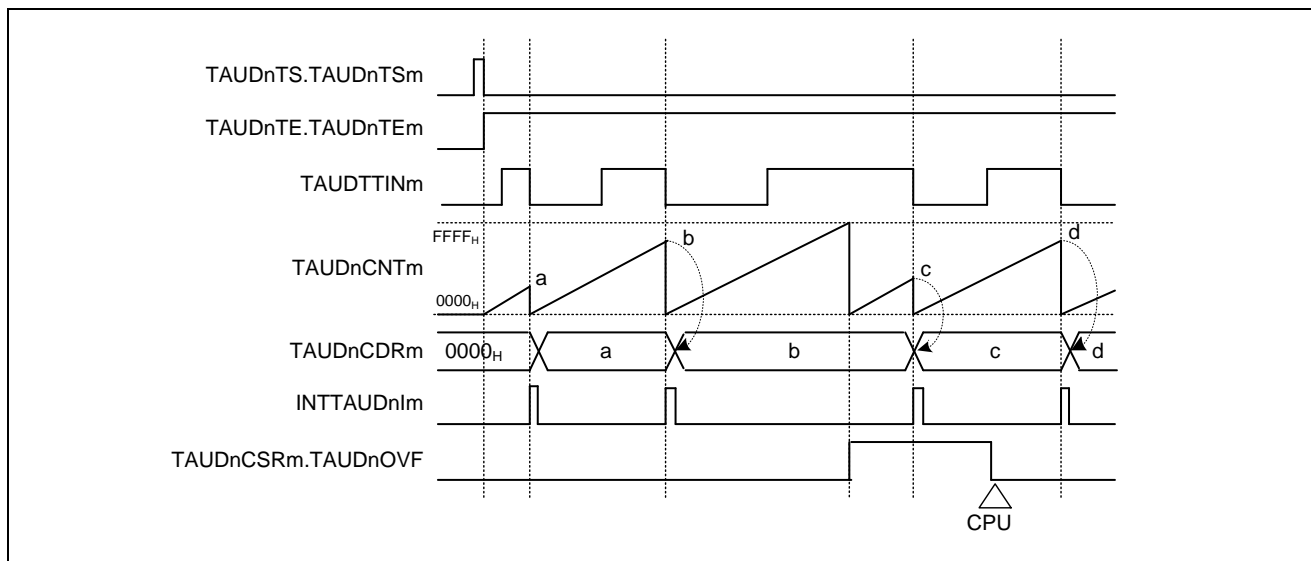 TAUDnTS.TAUDnTSm
TAUDnTE.TAUDnTEm
TAUDTTINm
FFFFH
b
d
TAUDnCNTm
a
c
0000H
TAUDnCDRm
0000H a b c d
INTTAUDnIm
TAUDnCSRm.TAUDnOVF
CPU